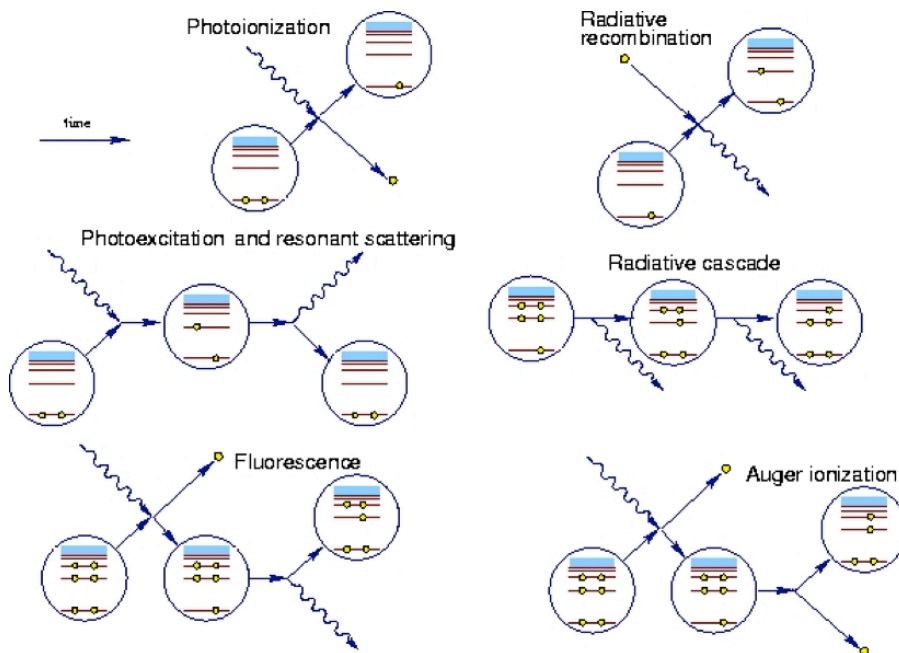 Photoionization
Radiative
recombination
time
Photoexcitation and resonant scattering
Radiative cascade
Fluorescence
Auger ionization